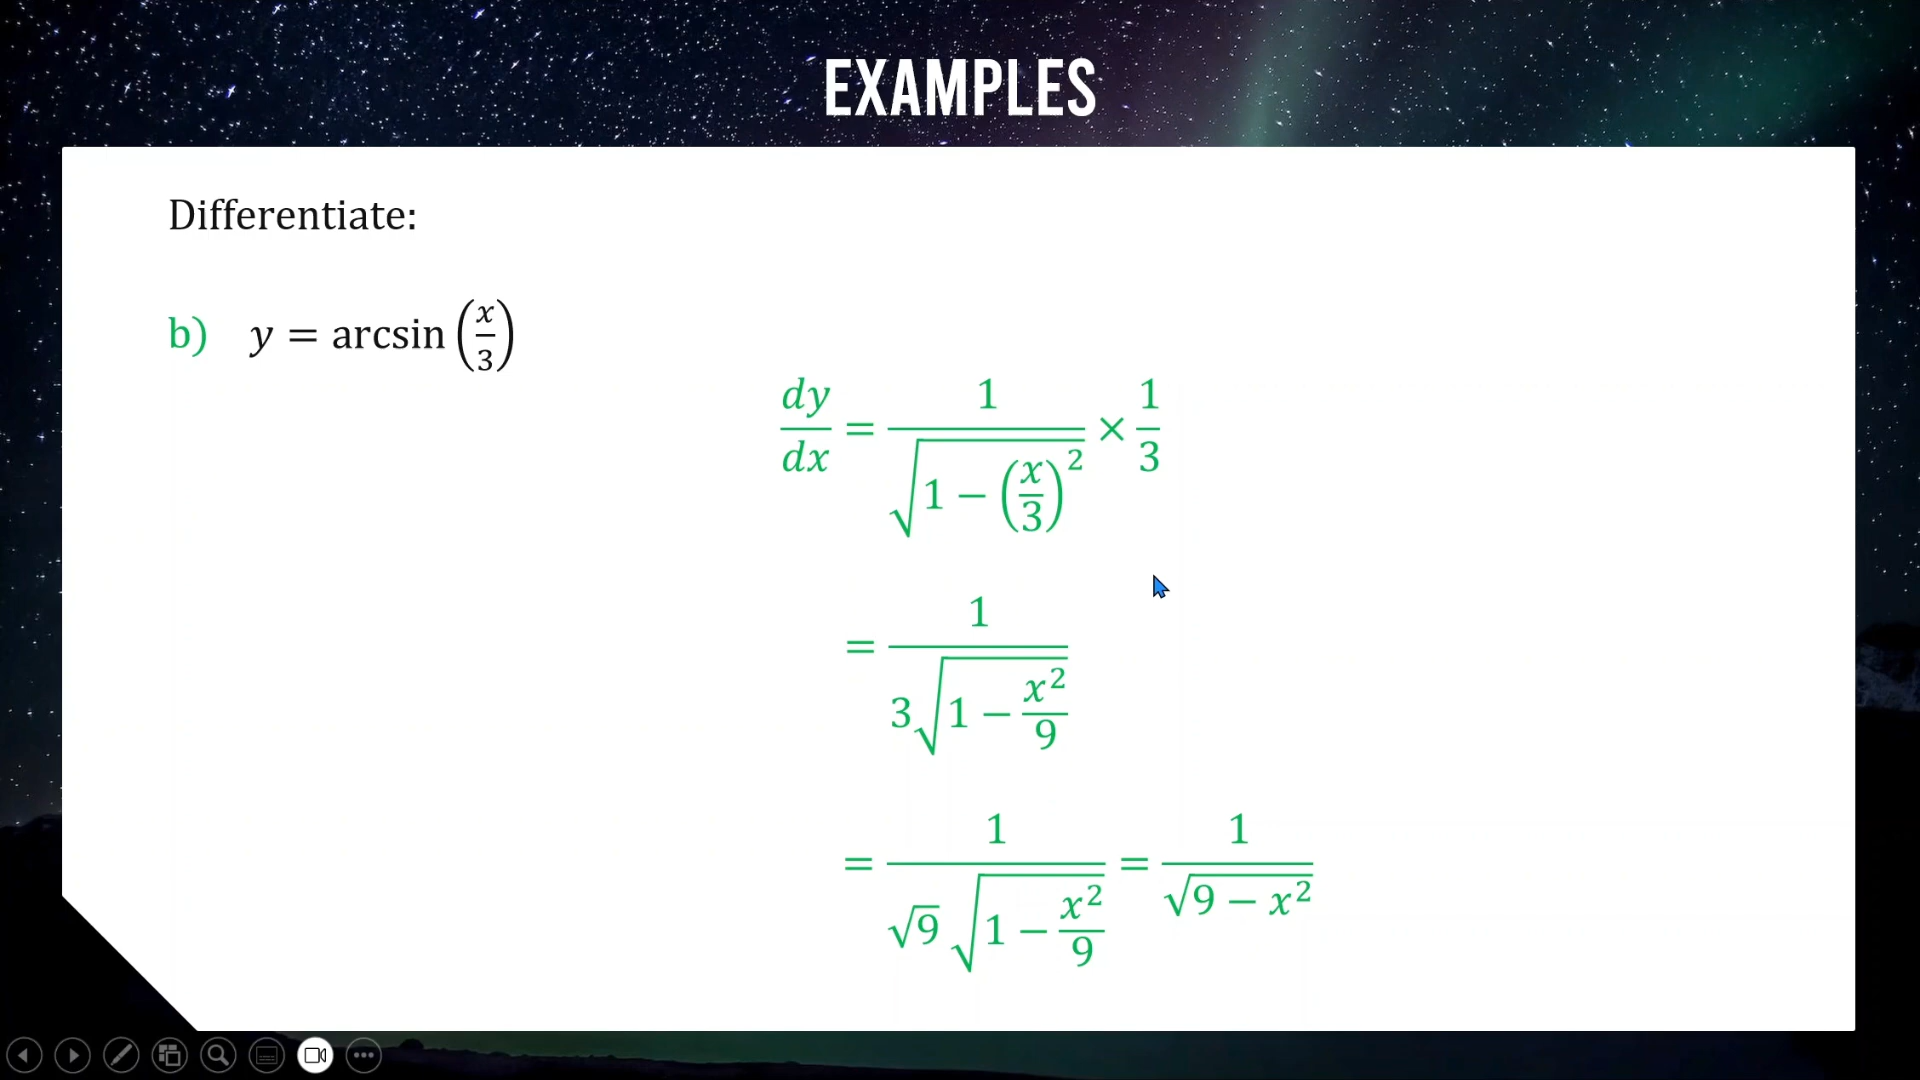 EXAMPLES
Differentiate:
b) y = arcsin (x/3)
dy/dx = 1/√(1 − (x/3)²) × 1/3
= 1/(3√(1 − x²/9))
= 1/(√9 √(1 − x²/9)) = 1/√(9 − x²)